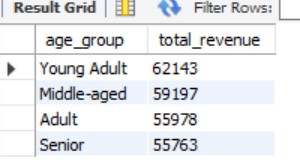 Result Grid Filter Rows:
age_group total_revenue
Young Adult 62143
Middle-aged 59197
Adult 55978
Senior 55763